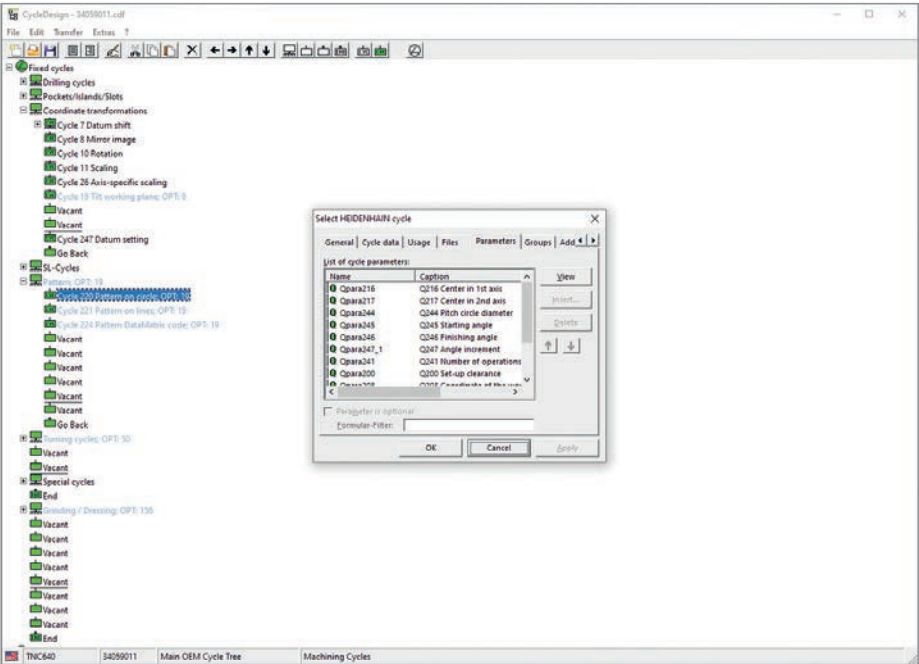 CycleDesign - 34059011.cdf
File Edit Transfer Extras ?
Fixed cycles
Drilling cycles
Pockets/Islands/Slots
Coordinate transformations
Cycle 7 Datum shift
Cycle 8 Mirror image
Cycle 10 Rotation
Cycle 11 Scaling
Cycle 26 Axis-specific scaling
Cycle 19 Tilt working plane; OPT: 8
Vacant
Vacant
Cycle 247 Datum setting
Go Back
SL-Cycles
Pattern; OPT: 19
Cycle 220 Pattern on circle; OPT: 19
Cycle 221 Pattern on lines; OPT: 19
Cycle 224 Pattern DataMatrix code; OPT: 19
Vacant
Vacant
Vacant
Vacant
Vacant
Vacant
Go Back
Turning cycles; OPT: 50
Vacant
Vacant
Special cycles
End
Grinding / Dressing; OPT: 156
Vacant
Vacant
Vacant
Vacant
Vacant
Vacant
Vacant
Vacant
End
Select HEIDENHAIN cycle
General Cycle data Usage Files Parameters Groups Add
List of cycle parameters:
Name Caption
Qpara216 Q216 Center in 1st axis
Qpara217 Q217 Center in 2nd axis
Qpara244 Q244 Pitch circle diameter
Qpara245 Q245 Starting angle
Qpara246 Q246 Finishing angle
Qpara247_1 Q247 Angle increment
Qpara241 Q241 Number of operations
Qpara200 Q200 Set-up clearance
View
Insert...
Delete
Parameter is optional
Formular-Filter:
OK Cancel Apply
TNC640 34059011 Main OEM Cycle Tree Machining Cycles